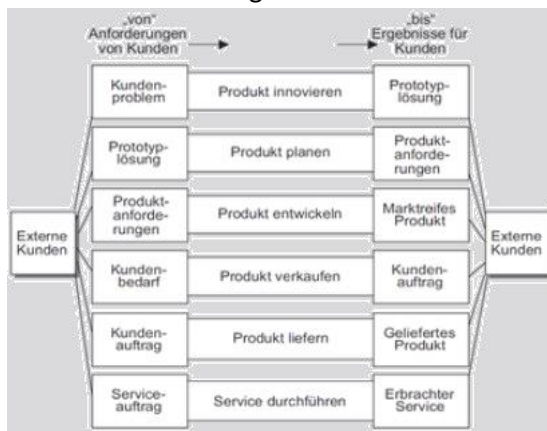 „von“
Anforderungen
von Kunden
„bis“
Ergebnisse für
Kunden
Kunden-
problem
Produkt innovieren
Prototyp-
lösung
Prototyp-
lösung
Produkt planen
Produkt-
anforde-
rungen
Produkt-
anforde-
rungen
Produkt entwickeln
Marktreifes
Produkt
Externe
Kunden
Externe
Kunden
Kunden-
bedarf
Produkt verkaufen
Kunden-
auftrag
Kunden-
auftrag
Produkt liefern
Geliefertes
Produkt
Service-
auftrag
Service durchführen
Erbrachter
Service